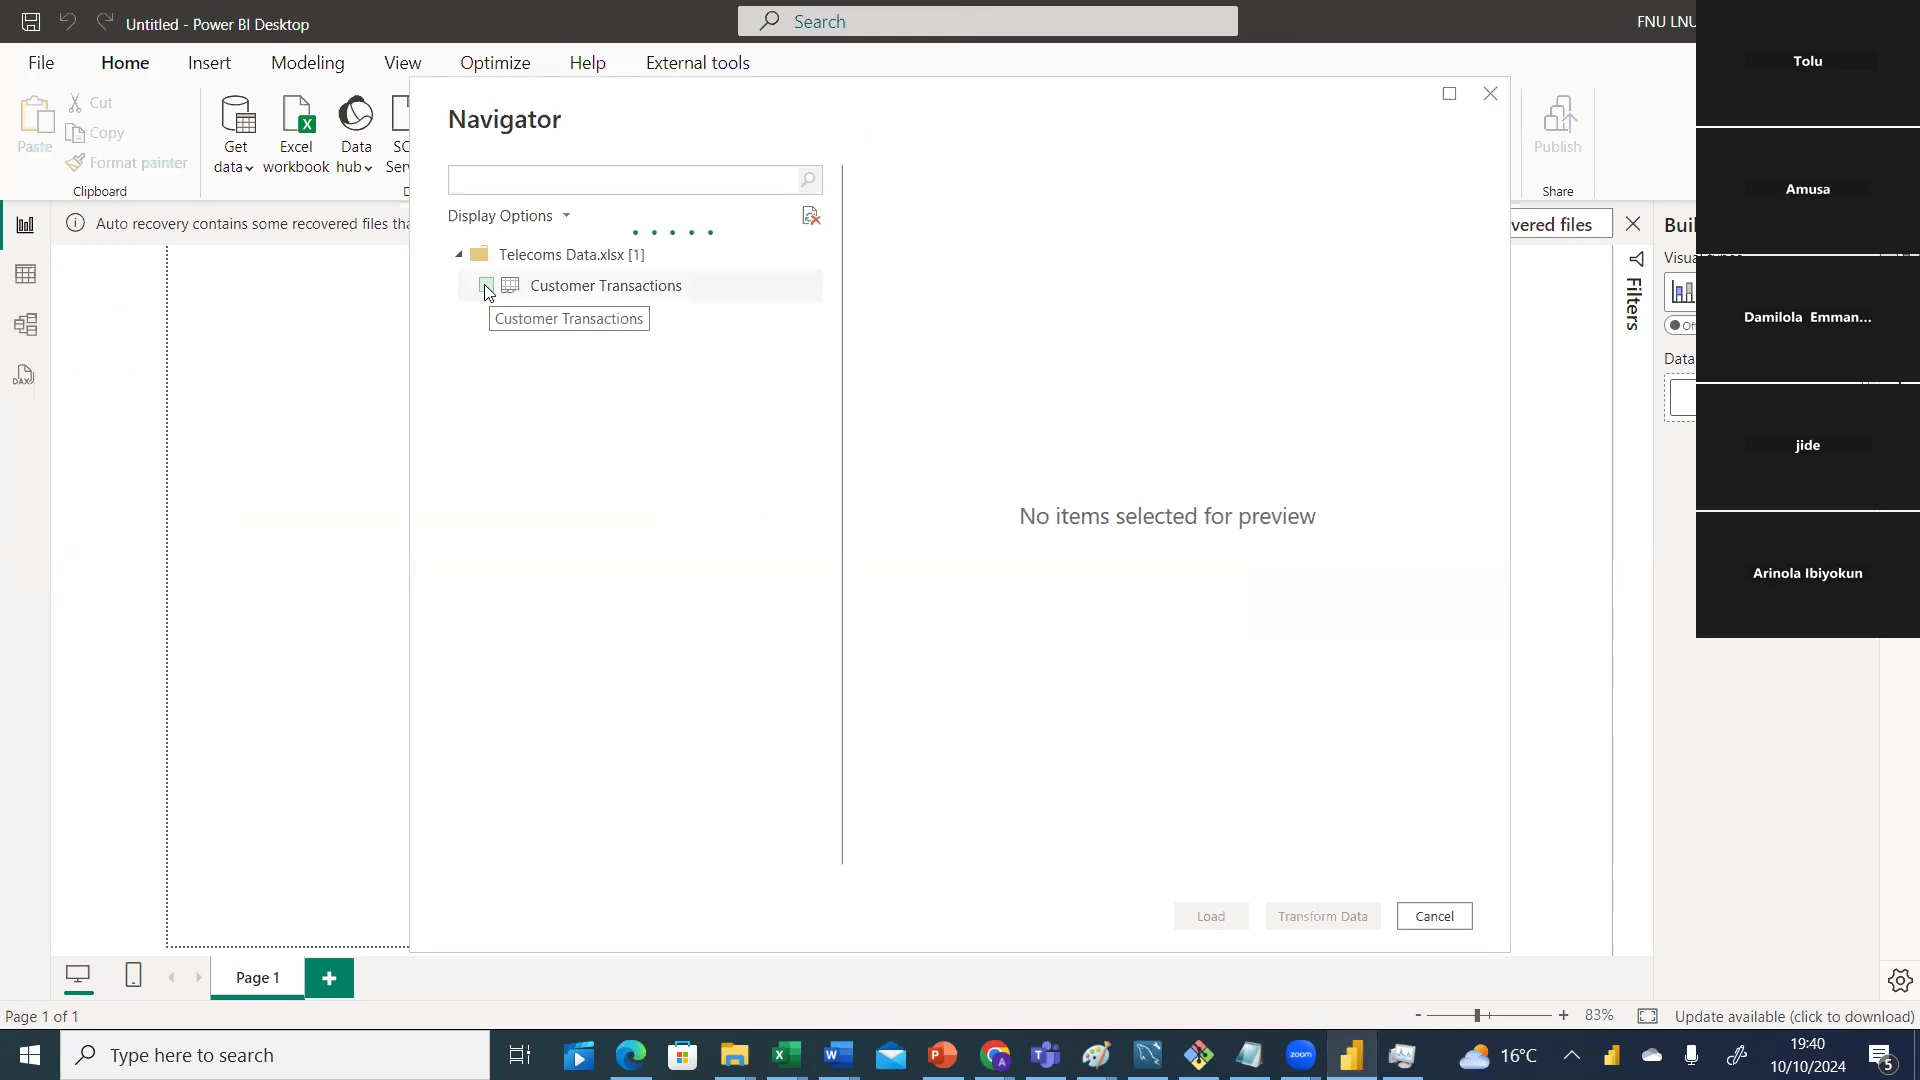 Untitled - Power BI Desktop
Search
FNU LNU
File
Home
Insert
Modeling
View
Optimize
Help
External tools
Paste
Cut
Copy
Format painter
Clipboard
Get data
Excel workbook
Data hub
Publish
Share
Auto recovery contains some recovered files
vered files
Navigator
Display Options
Telecoms Data.xlsx [1]
Customer Transactions
Customer Transactions
No items selected for preview
Load
Transform Data
Cancel
Filters
Data
DAX
Tolu
Amusa
Damilola Emman...
jide
Arinola Ibiyokun
Page 1
Page 1 of 1
83%
Update available (click to download)
Type here to search
zoom
16°C
19:40
10/10/2024
5